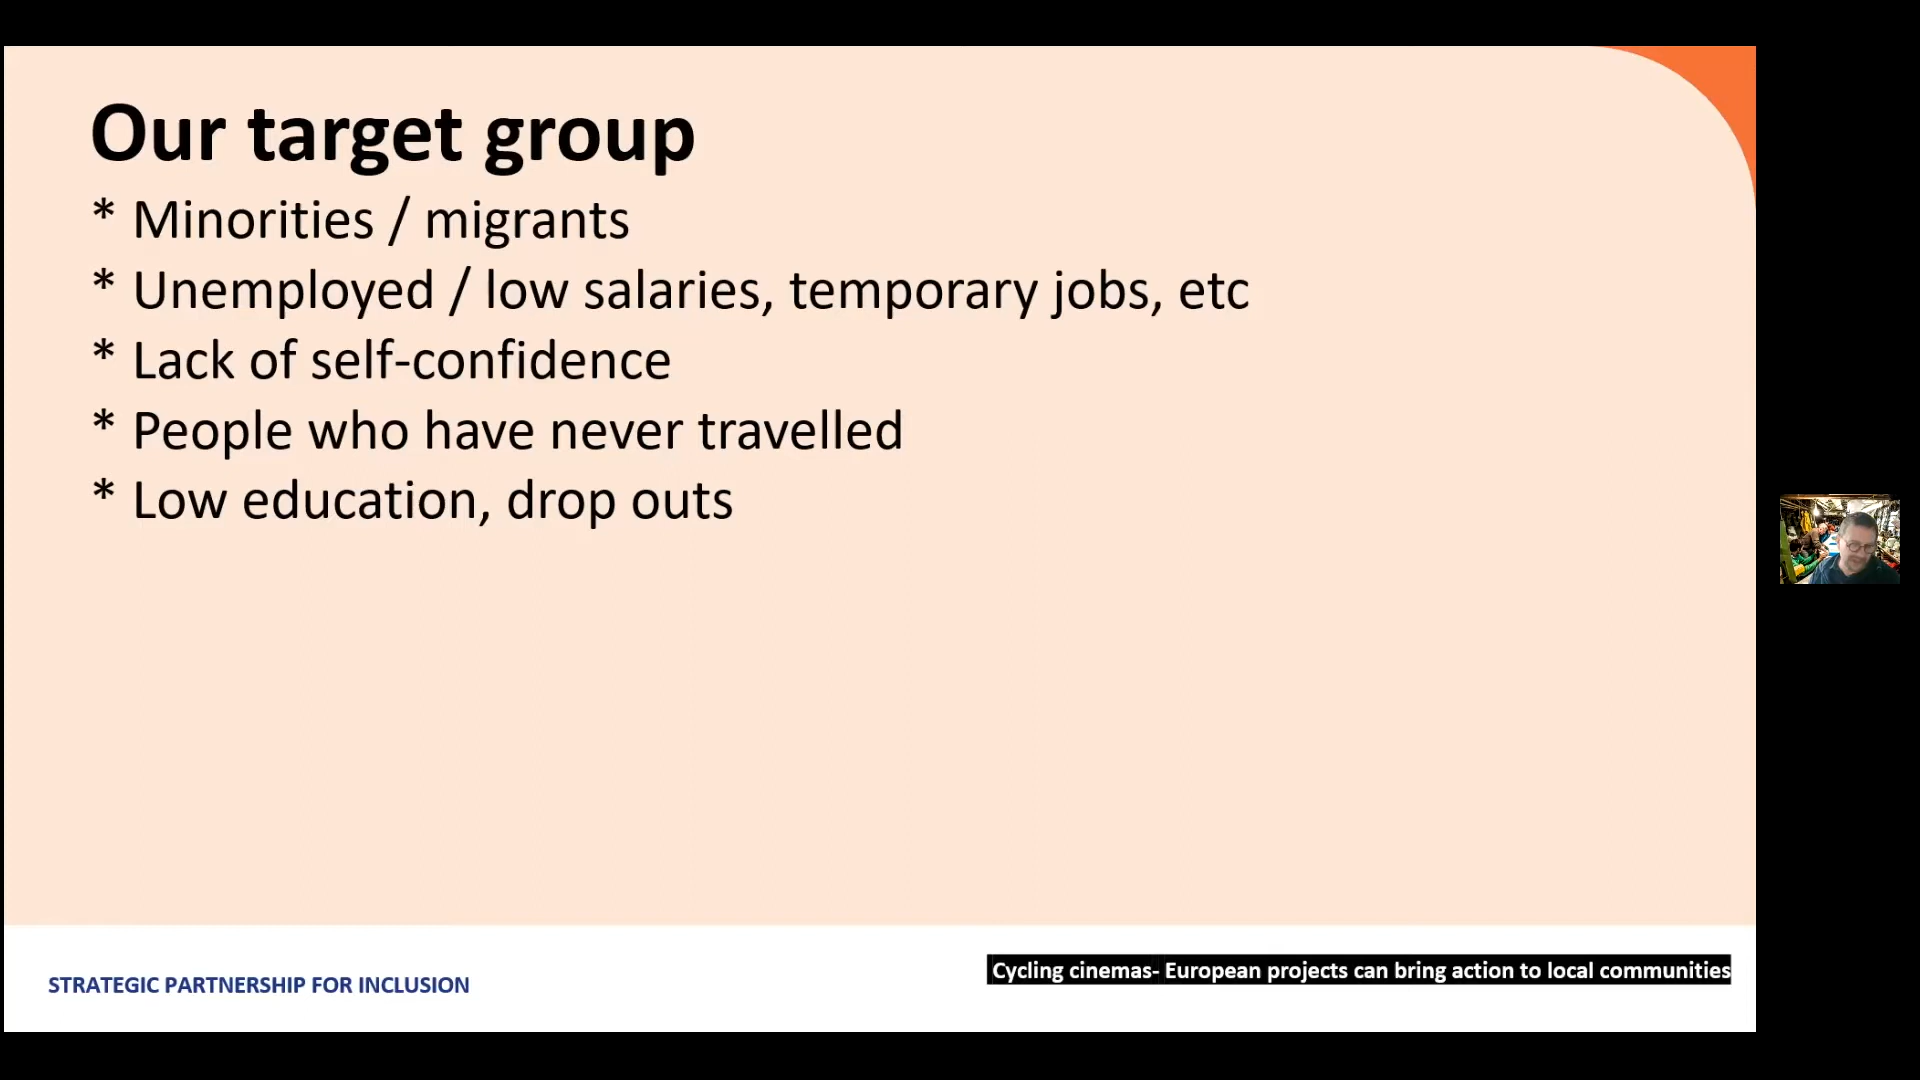 Our target group
* Minorities / migrants
* Unemployed / low salaries, temporary jobs, etc
* Lack of self-confidence
* People who have never travelled
* Low education, drop outs
STRATEGIC PARTNERSHIP FOR INCLUSION
Cycling cinemas- European projects can bring action to local communities